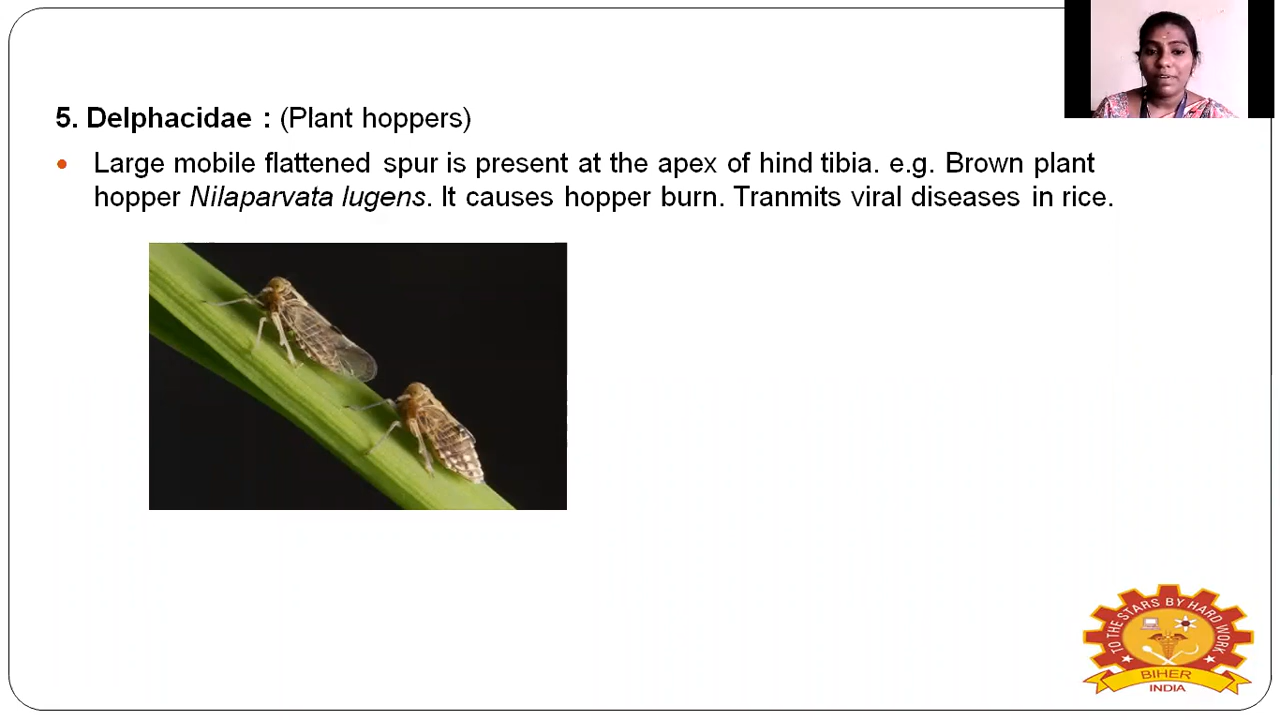 5. Delphacidae : (Plant hoppers)
• Large mobile flattened spur is present at the apex of hind tibia. e.g. Brown plant
hopper Nilaparvata lugens. It causes hopper burn. Tranmits viral diseases in rice.
TO THE STARS BY HARD WORK
BIHER
INDIA